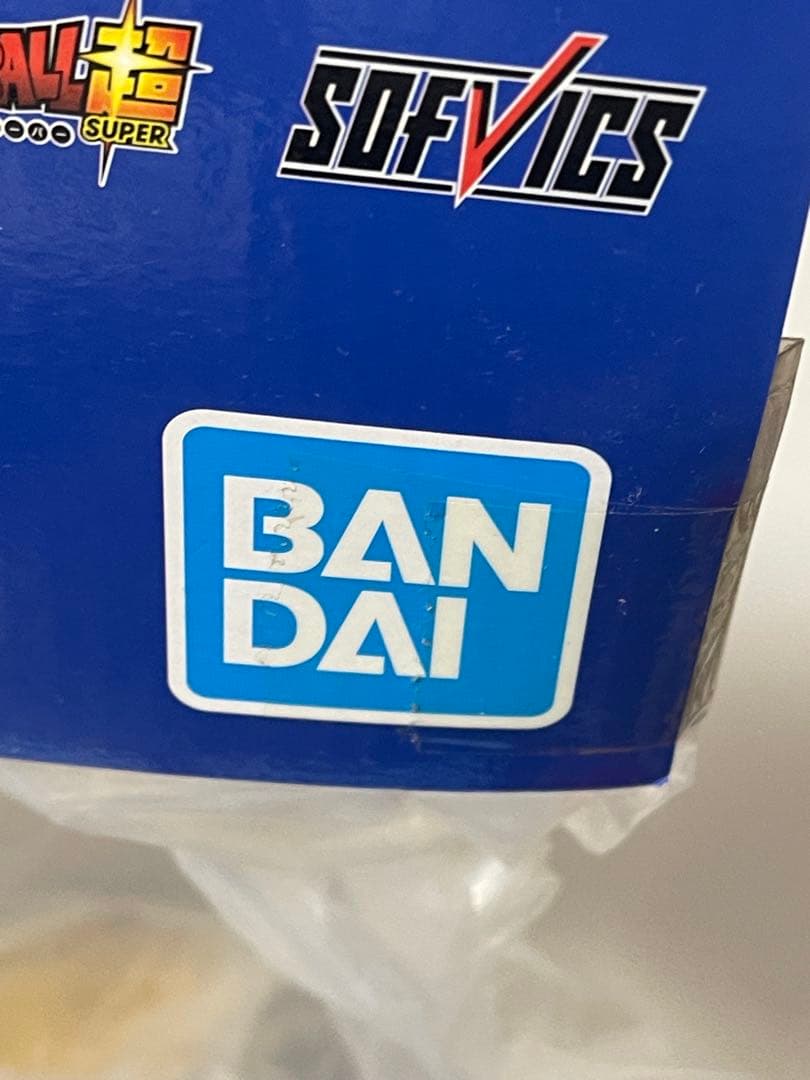 ALL超
ーパー SUPER
SOFVICS
BAN
DAI